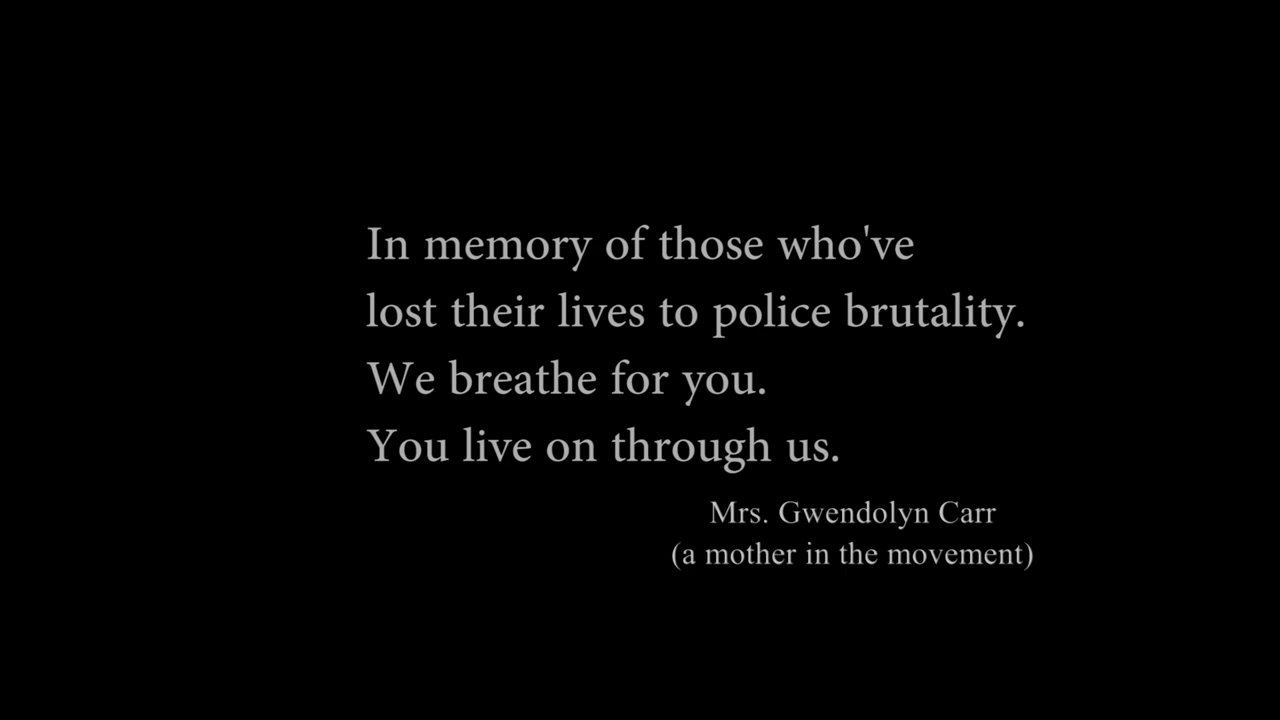 In memory of those who've
lost their lives to police brutality.
We breathe for you.
You live on through us.
Mrs. Gwendolyn Carr
(a mother in the movement)